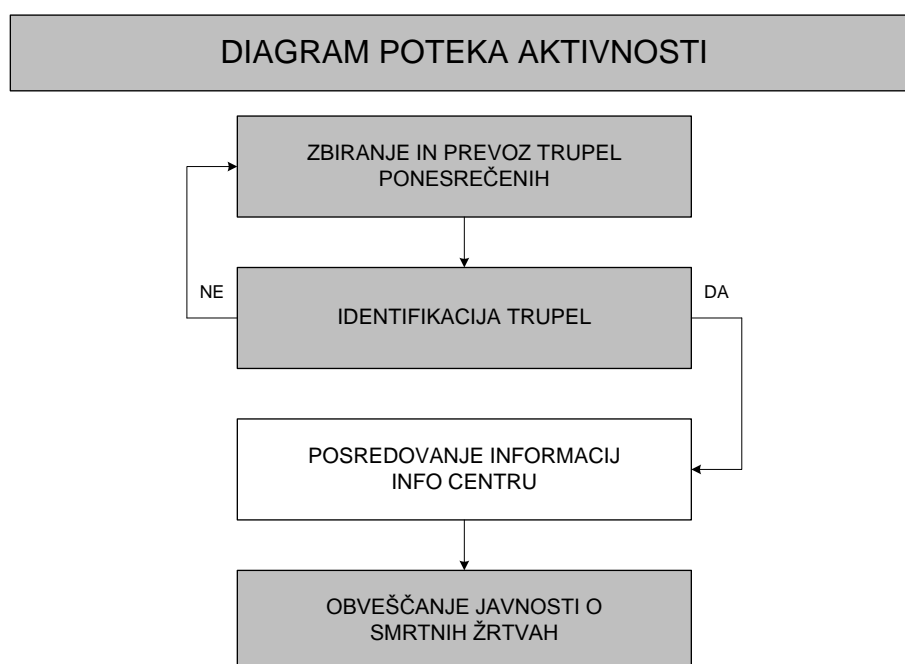 DIAGRAM POTEKA AKTIVNOSTI
ZBIRANJE IN PREVOZ TRUPEL
PONESREČENIH
NE
DA
IDENTIFIKACIJA TRUPEL
POSREDOVANJE INFORMACIJ
INFO CENTRU
OBVEŠČANJE JAVNOSTI O
SMRTNIH ŽRTVAH